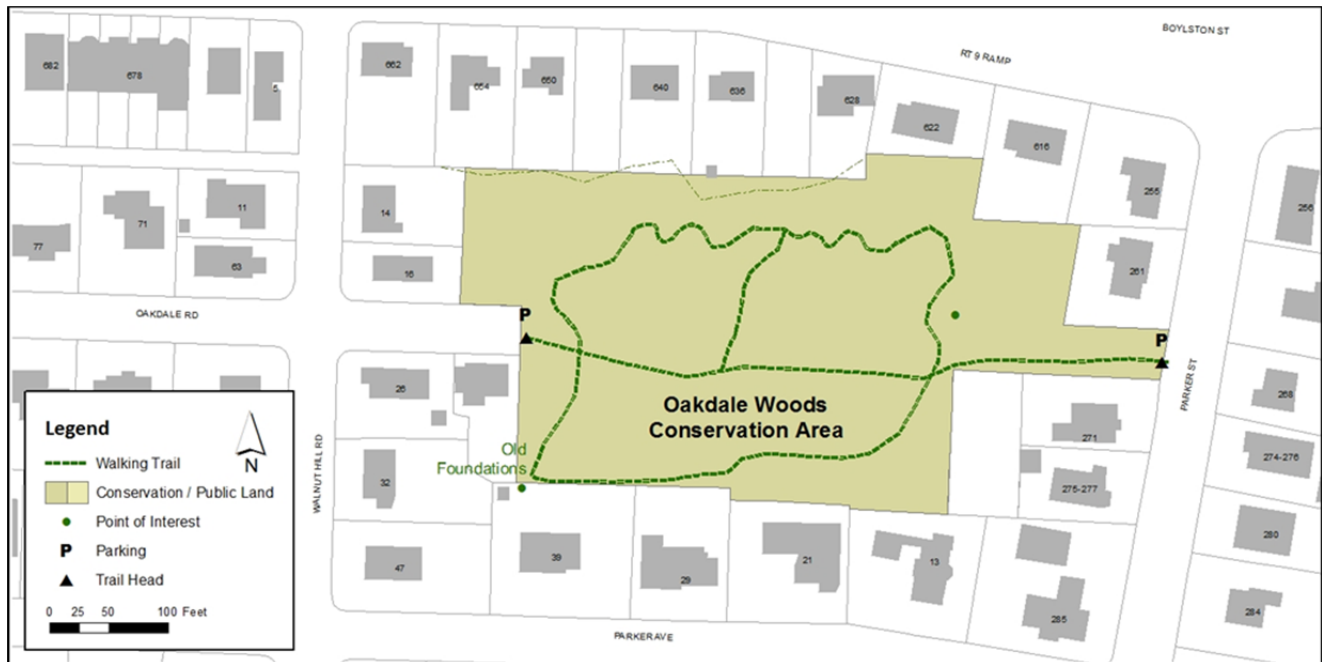 BOYLSTON ST
RT 9 RAMP
682
678
5
662
654
650
640
636
628
622
616
255
256
77
71
11
63
14
16
261
OAKDALE RD
P
P
PARKER ST
26
Oakdale Woods
Conservation Area
Old
Foundations
WALNUT HILL RD
32
268
271
274-276
275-277
280
47
39
29
21
13
285
284
PARKER AVE
Legend
N
Walking Trail
Conservation / Public Land
Point of Interest
P Parking
Trail Head
0 25 50 100 Feet